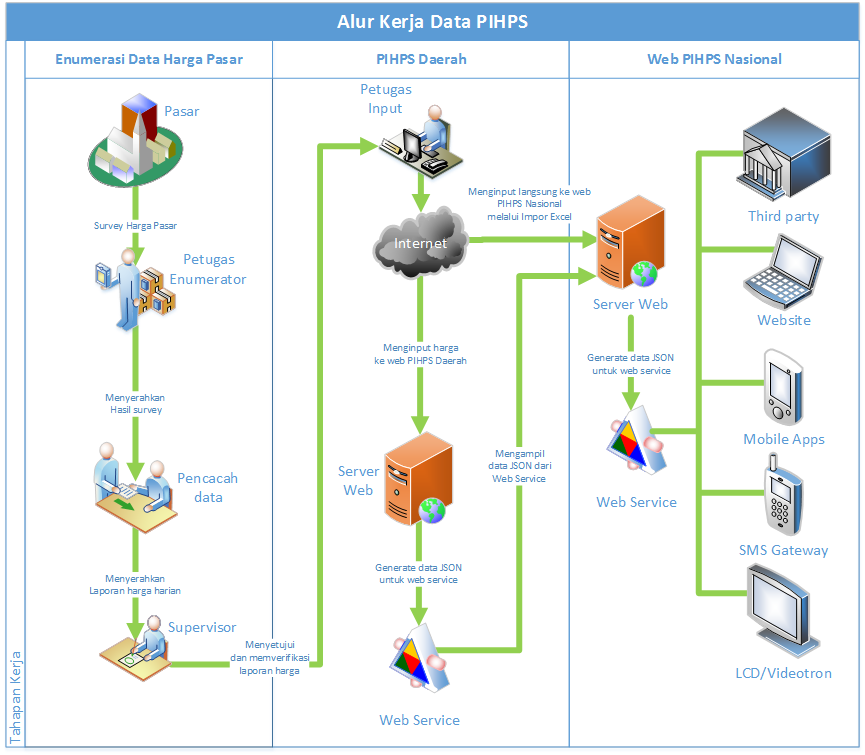 Alur Kerja Data PIHPS
Enumerasi Data Harga Pasar
PIHPS Daerah
Web PIHPS Nasional
Tahapan Kerja
Pasar
Survey Harga Pasar
Petugas
Enumerator
Menyerahkan
Hasil survey
Pencacah
data
Menyerahkan
Laporan harga harian
Supervisor
Menyetujui
dan memverifikasi
laporan harga
Petugas
Input
Internet
Menginput langsung ke web
PIHPS Nasional
melalui Impor Excel
Menginput harga
ke web PIHPS Daerah
Server
Web
Generate data JSON
untuk web service
Web Service
Mengampil
data JSON dari
Web Service
Server Web
Generate data JSON
untuk web service
Web Service
Third party
Website
Mobile Apps
SMS Gateway
LCD/Videotron